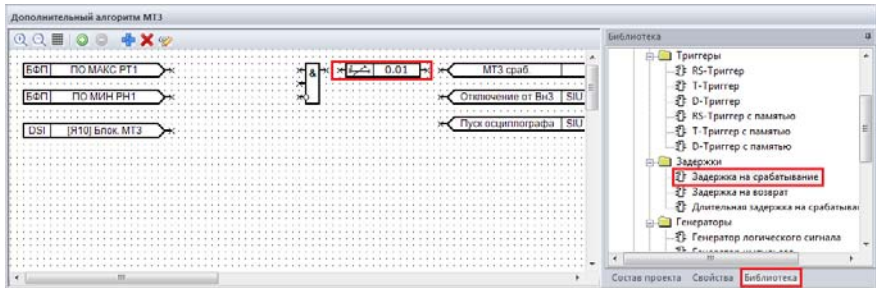 Дополнительный алгоритм МТЗ
БФП ПО МАКС РТ1
БФП ПО МИН РН1
DSI [Я10] Блок. МТЗ
&
0.01
МТЗ сраб
Отключение от ВнЗ SIU
Пуск осциллографа SIU
Библиотека
Триггеры
RS-Триггер
T-Триггер
D-Триггер
RS-Триггер с памятью
T-Триггер с памятью
D-Триггер с памятью
Задержки
Задержка на срабатывание
Задержка на возврат
Длительная задержка на срабатыва
Генераторы
Генератор логического сигнала
Состав проекта Свойства Библиотека